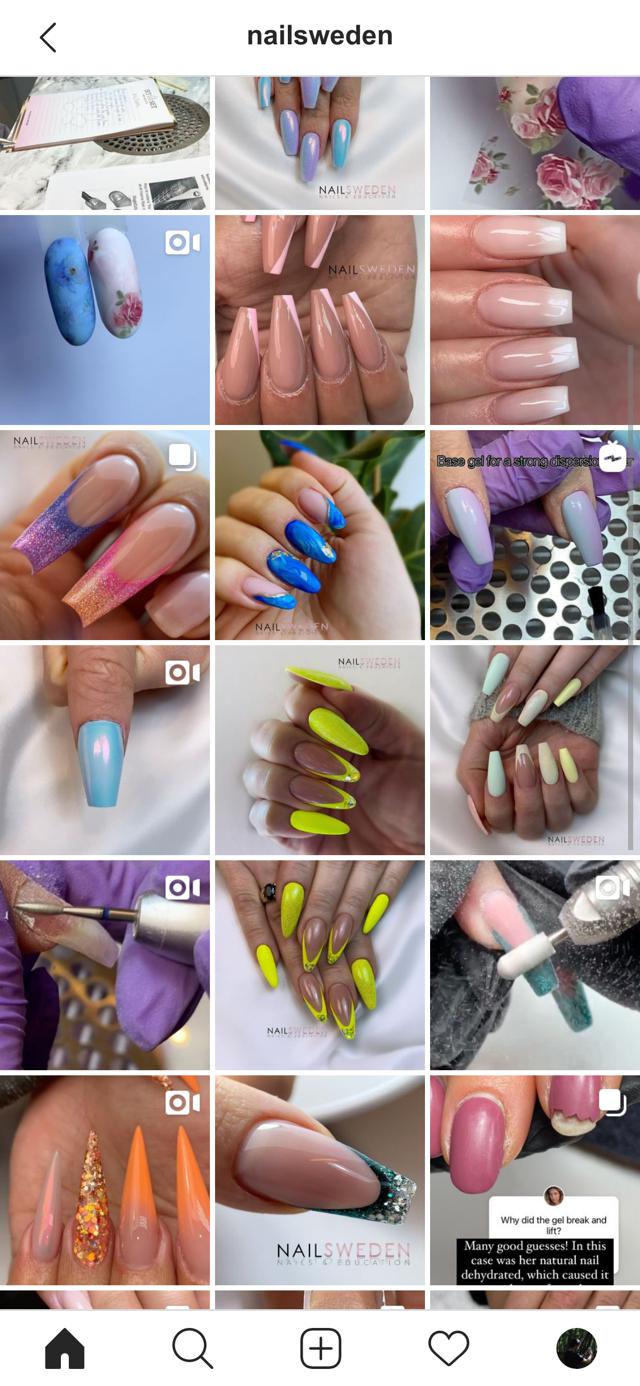 nailsweden
NAILSWEDEN
NAILS & EDUCATION
NAILSWEDEN
NAILSWEDEN
Base gel for a strong dispersio
NAILSWEDEN
NAILSWEDEN
NAILSWEDEN
NAILSWEDEN
NAILSWEDEN
NAILS & EDUCATION
Why did the gel break and
lift?
Many good guesses! In this
case was her natural nail
dehydrated, which caused it